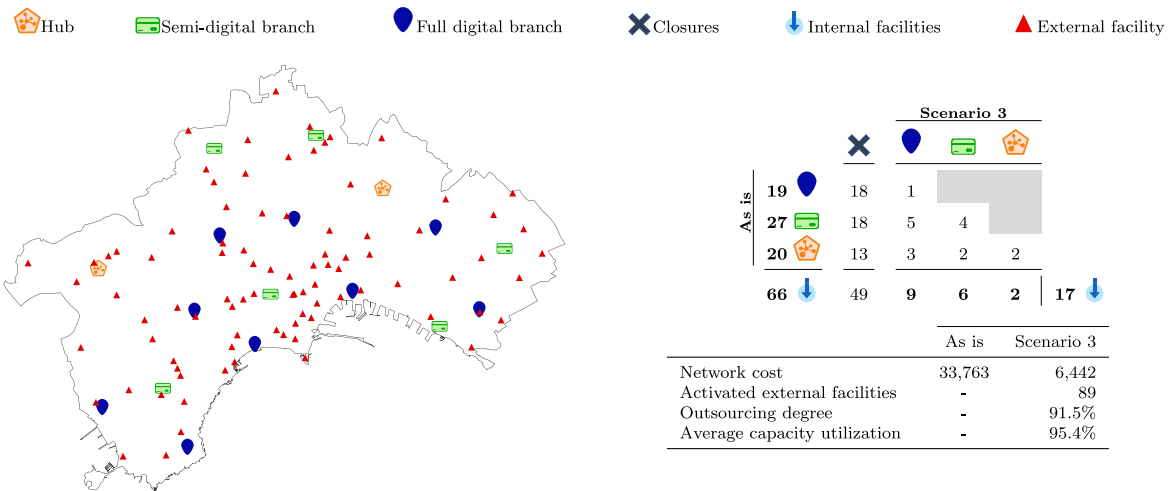 Hub Semi-digital branch Full digital branch Closures Internal facilities External facility
Scenario 3
As is
19 18 1
27 18 5 4
20 13 3 2 2
66 49 9 6 2 17
As is Scenario 3
Network cost 33,763 6,442
Activated external facilities - 89
Outsourcing degree - 91.5%
Average capacity utilization - 95.4%